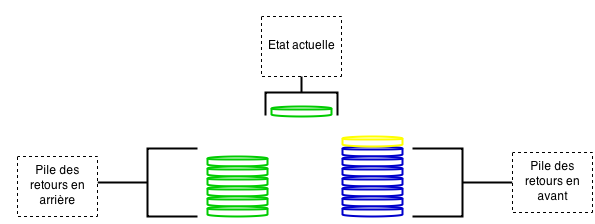 Etat actuelle
Pile des
retours en
arrière
Pile des
retours en
avant